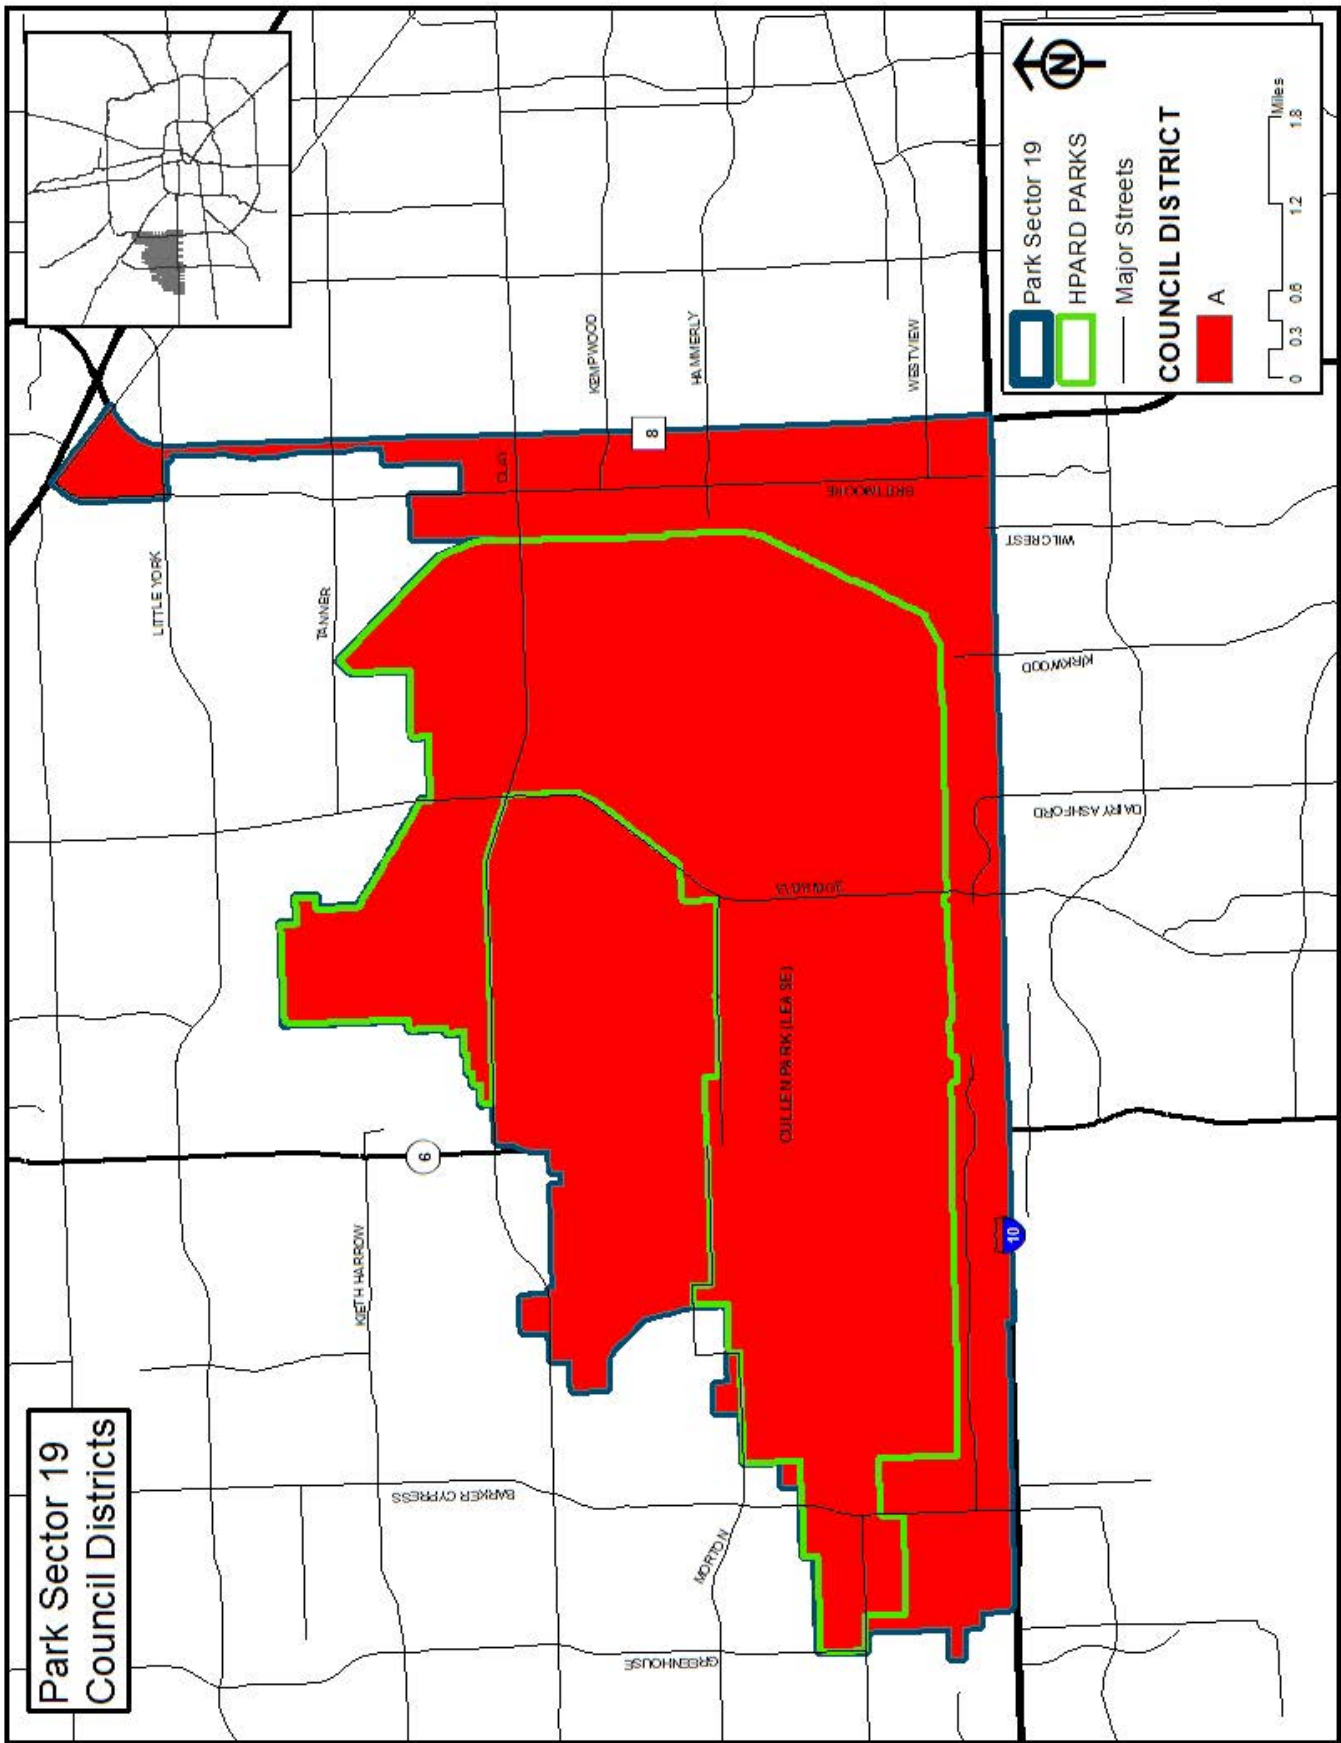 Park Sector 19
Council Districts
LITTLE YORK
TANNER
KIETH HARROW
CLAY
KEMPWOOD
HAMMERLY
WESTVIEW
8
6
10
BRITTMOORE
WILCREST
KIRKWOOD
DAIRY ASHFORD
ELDRIDGE
CULLEN PARK (LEASE)
BARKER CYPRESS
MORTON
GREENHOUSE
N
Park Sector 19
HPARD PARKS
Major Streets
COUNCIL DISTRICT
A
0 0.3 0.6 1.2 1.8
Miles